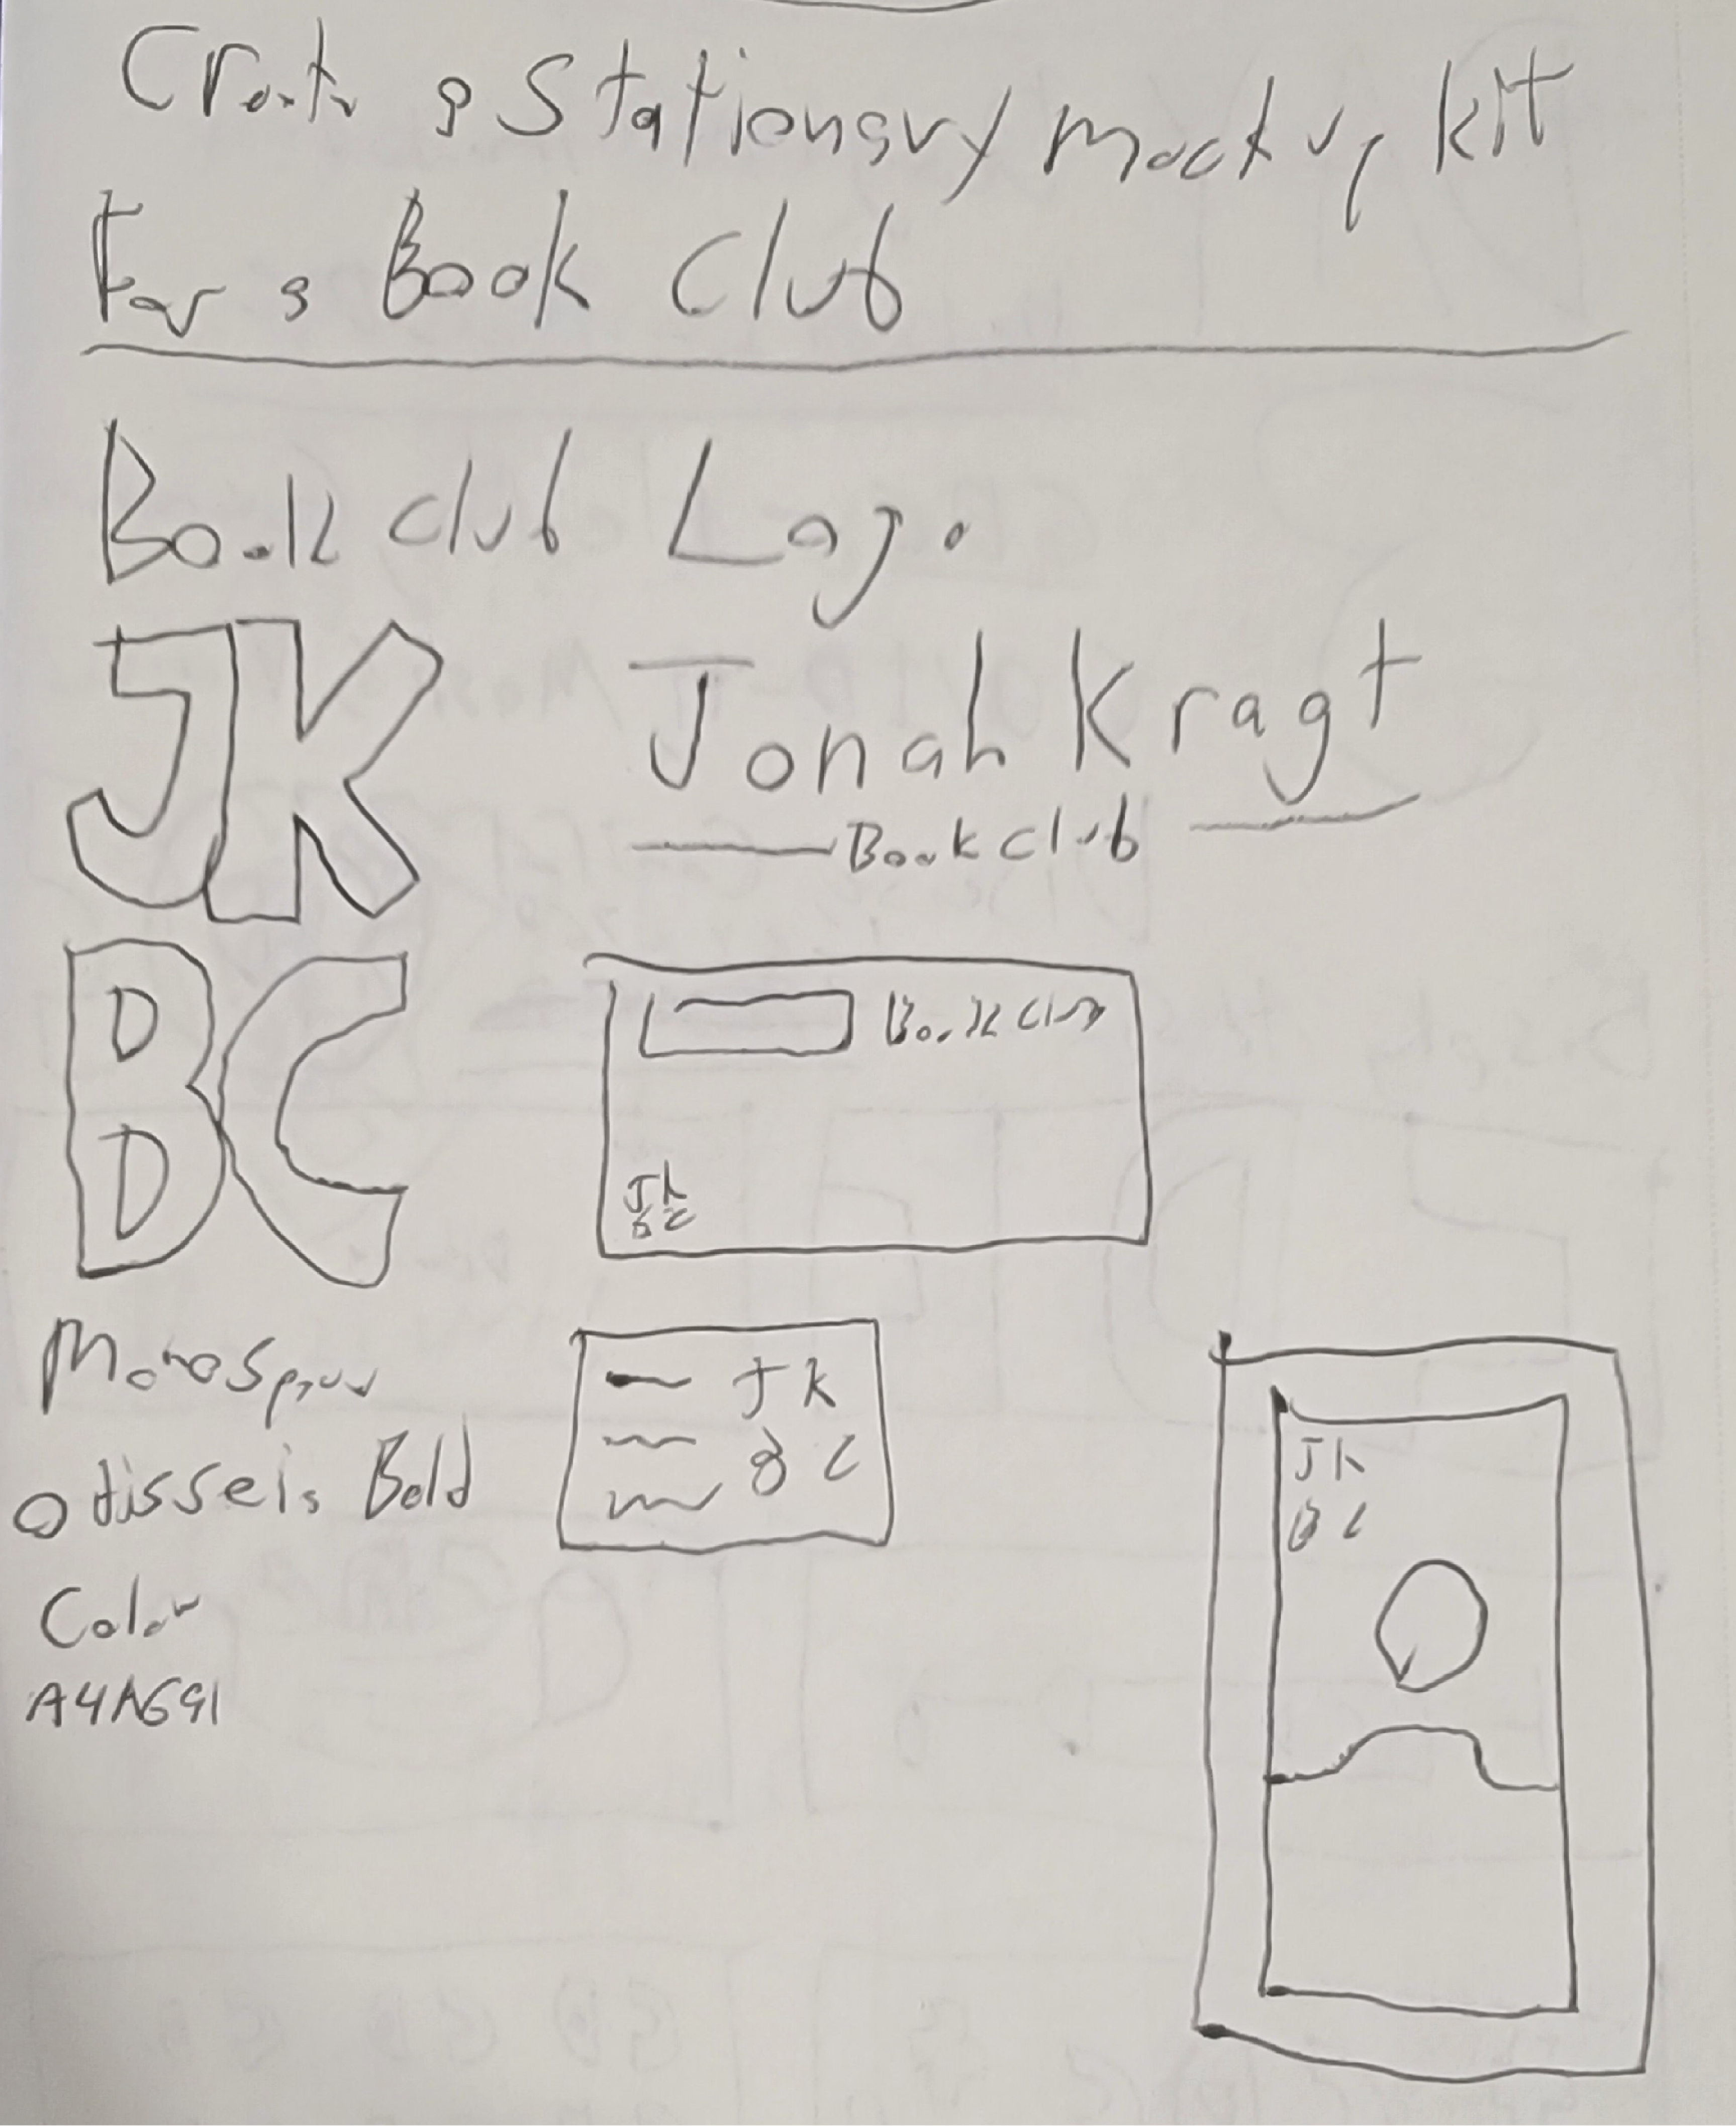 Create a Stationary mockup kit
For a Book Club
Book club Logo
JK
Jonah Kragt
Book club
BC
Book Club
JK
BC
Monospace
JK
BC
Bold
JK
BC
Color
A4A691